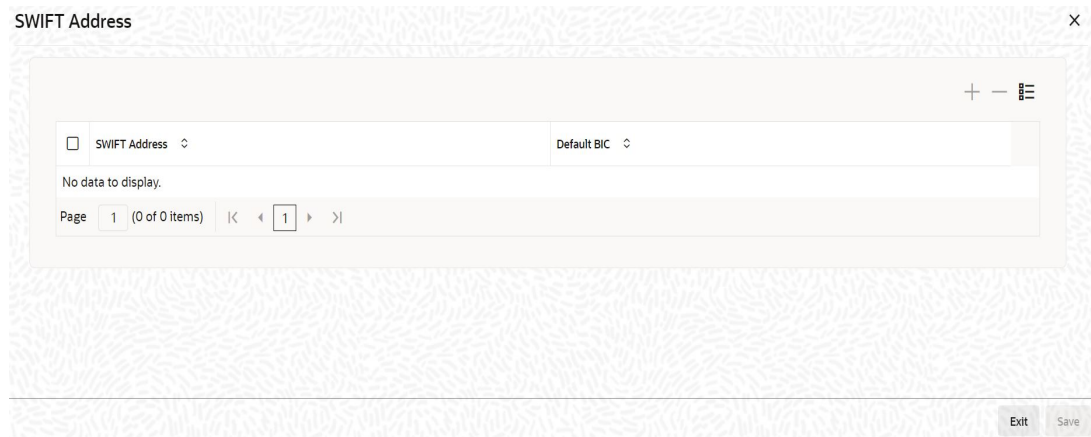 SWIFT Address
SWIFT Address Default BIC
No data to display.
Page 1 (0 of 0 items) 1
Exit Save